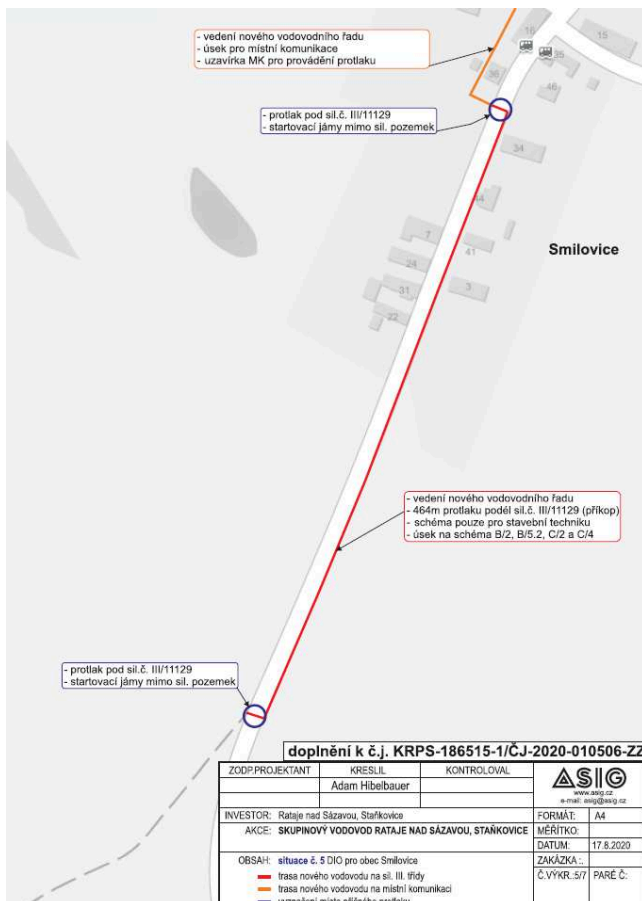 - vedení nového vodovodního řadu
- úsek pro místní komunikace
- uzavírka MK pro provádění protlaku
16
15
35
36
46
- protlak pod sil.č. III/11129
- startovací jámy mimo sil. pozemek
34
44
7
41
Smilovice
24
31
3
22
- vedení nového vodovodního řadu
- 464m protlaku podél sil.č. III/11129 (příkop)
- schéma pouze pro stavební techniku
- úsek na schéma B/2, B/5.2, C/2 a C/4
- protlak pod sil.č. III/11129
- startovací jámy mimo sil. pozemek
doplnění k č.j. KRPS-186515-1/ČJ-2020-010506-ZZ
ZODP.PROJEKTANT KRESLIL KONTROLOVAL
Adam Hibelbauer
ASIG
www.asig.cz
e-mail: asig@asig.cz
INVESTOR: Rataje nad Sázavou, Staňkovice FORMÁT: A4
AKCE: SKUPINOVÝ VODOVOD RATAJE NAD SÁZAVOU, STAŇKOVICE MĚŘÍTKO:
DATUM: 17.8.2020
OBSAH: situace č. 5 DIO pro obec Smilovice ZAKÁZKA :.
trasa nového vodovodu na sil. III. třídy Č.VÝKR.:5/7 PARÉ Č:
trasa nového vodovodu na místní komunikaci